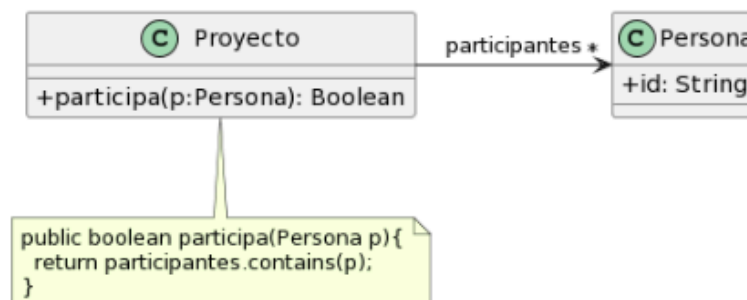 C Proyecto
participantes *
C Persona
+participa(p:Persona): Boolean
+id: String
public boolean participa(Persona p){
return participantes.contains(p);
}